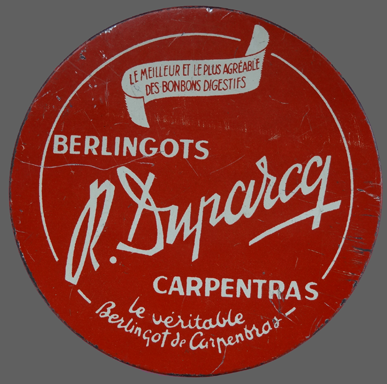 LE MEILLEUR ET LE PLUS AGRÉABLE
DES BONBONS DIGESTIFS
BERLINGOTS
R. Duparcq
CARPENTRAS
le véritable
Berlingot de Carpentras